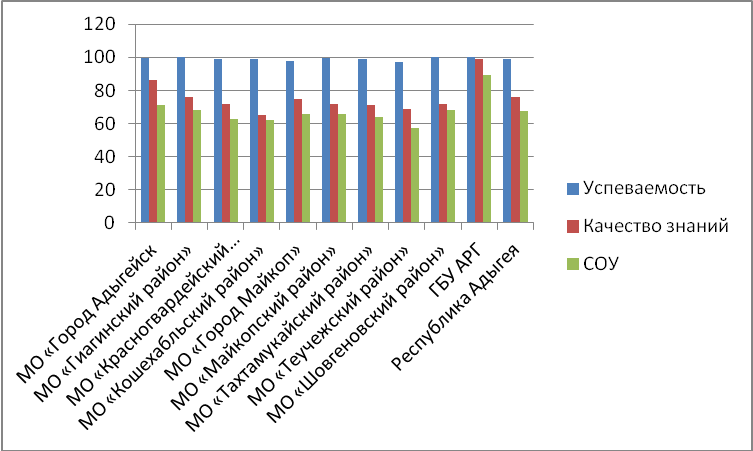 120
100
80
60
40
20
0
МО «Город Адыгейск
МО «Гиагинский район»
МО «Красногвардейский...
МО «Кошехабльский район»
МО «Город Майкоп»
МО «Майкопский район»
МО «Тахтамукайский район»
МО «Теучежский район»
МО «Шовгеновский район»
ГБУ АРГ
Республика Адыгея
Успеваемость
Качество знаний
СОУ